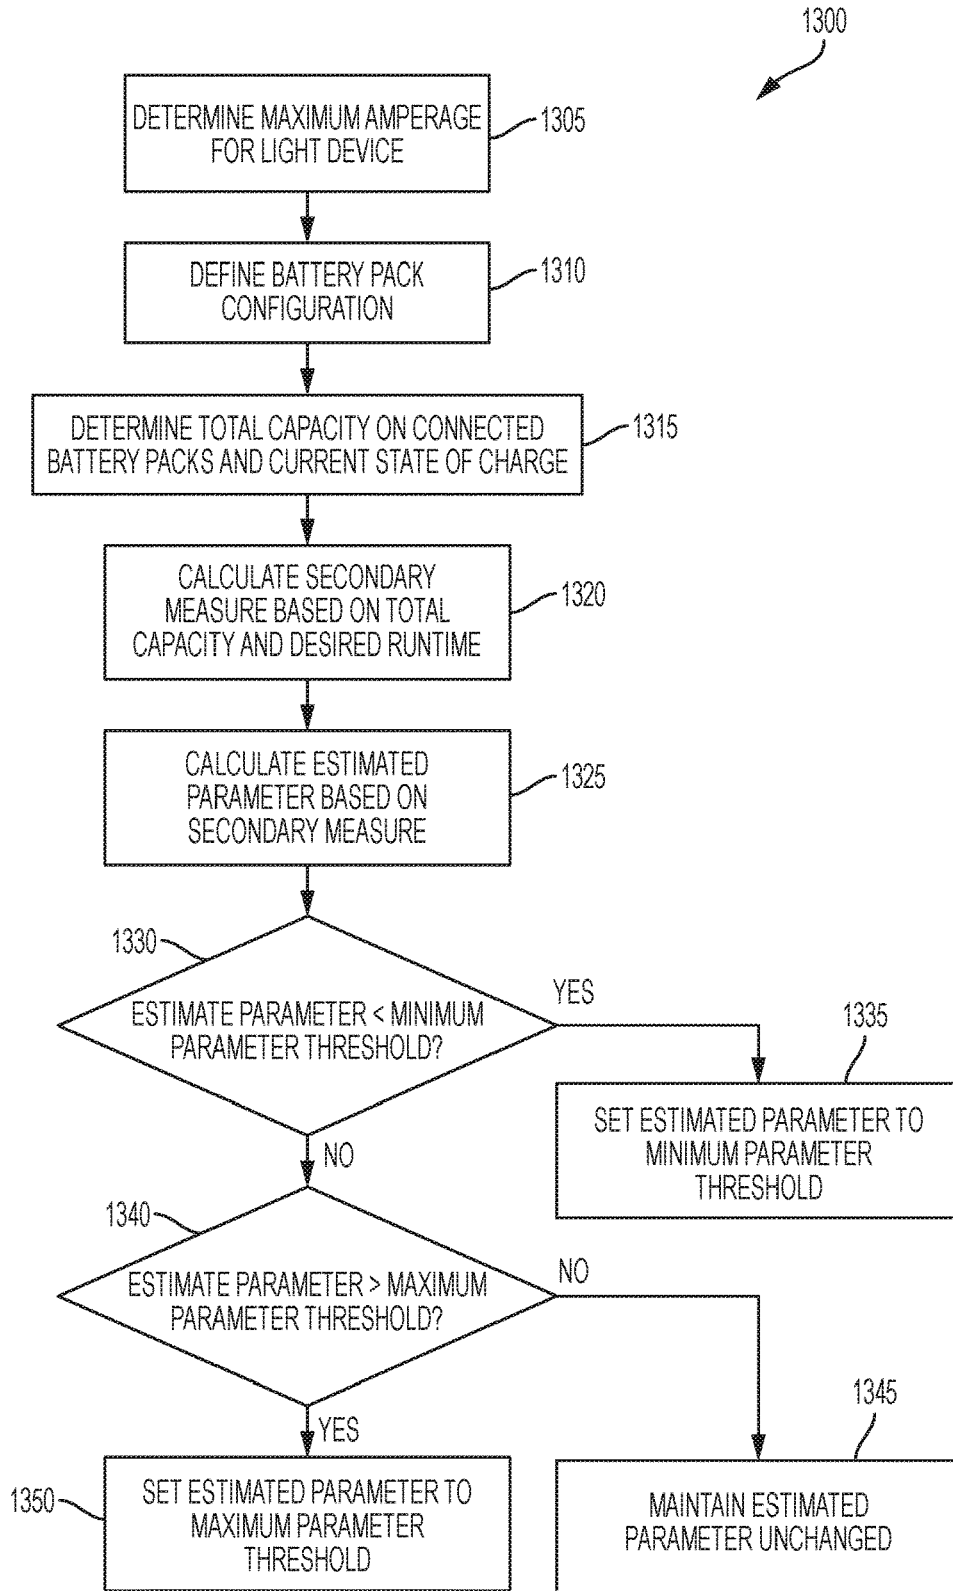 1300
DETERMINE MAXIMUM AMPERAGE
FOR LIGHT DEVICE
1305
DEFINE BATTERY PACK
CONFIGURATION
1310
DETERMINE TOTAL CAPACITY ON CONNECTED
BATTERY PACKS AND CURRENT STATE OF CHARGE
1315
CALCULATE SECONDARY
MEASURE BASED ON TOTAL
CAPACITY AND DESIRED RUNTIME
1320
CALCULATE ESTIMATED
PARAMETER BASED ON
SECONDARY MEASURE
1325
1330
ESTIMATE PARAMETER < MINIMUM
PARAMETER THRESHOLD?
YES
1335
SET ESTIMATED PARAMETER TO
MINIMUM PARAMETER
THRESHOLD
NO
1340
ESTIMATE PARAMETER > MAXIMUM
PARAMETER THRESHOLD?
NO
1345
MAINTAIN ESTIMATED
PARAMETER UNCHANGED
YES
1350
SET ESTIMATED PARAMETER TO
MAXIMUM PARAMETER
THRESHOLD